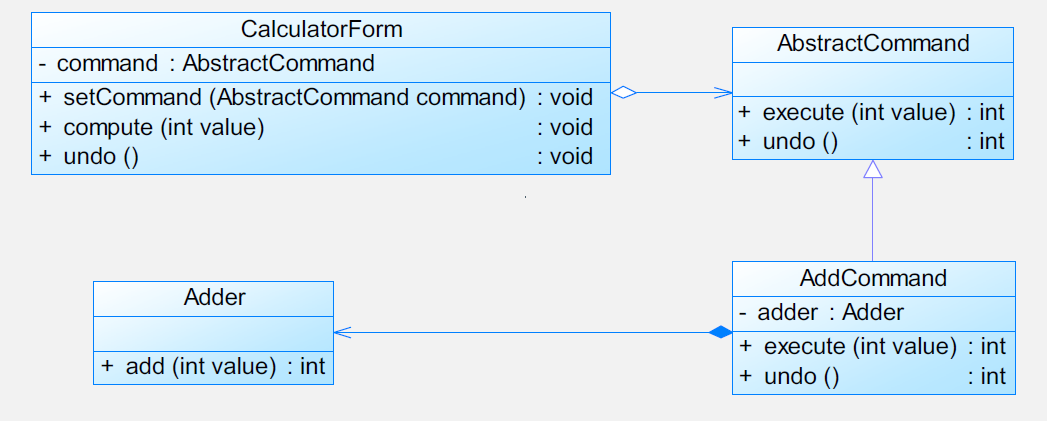 CalculatorForm
- command : AbstractCommand
+ setCommand (AbstractCommand command) : void
+ compute (int value) : void
+ undo () : void
AbstractCommand
+ execute (int value) : int
+ undo () : int
Adder
+ add (int value) : int
AddCommand
- adder : Adder
+ execute (int value) : int
+ undo () : int